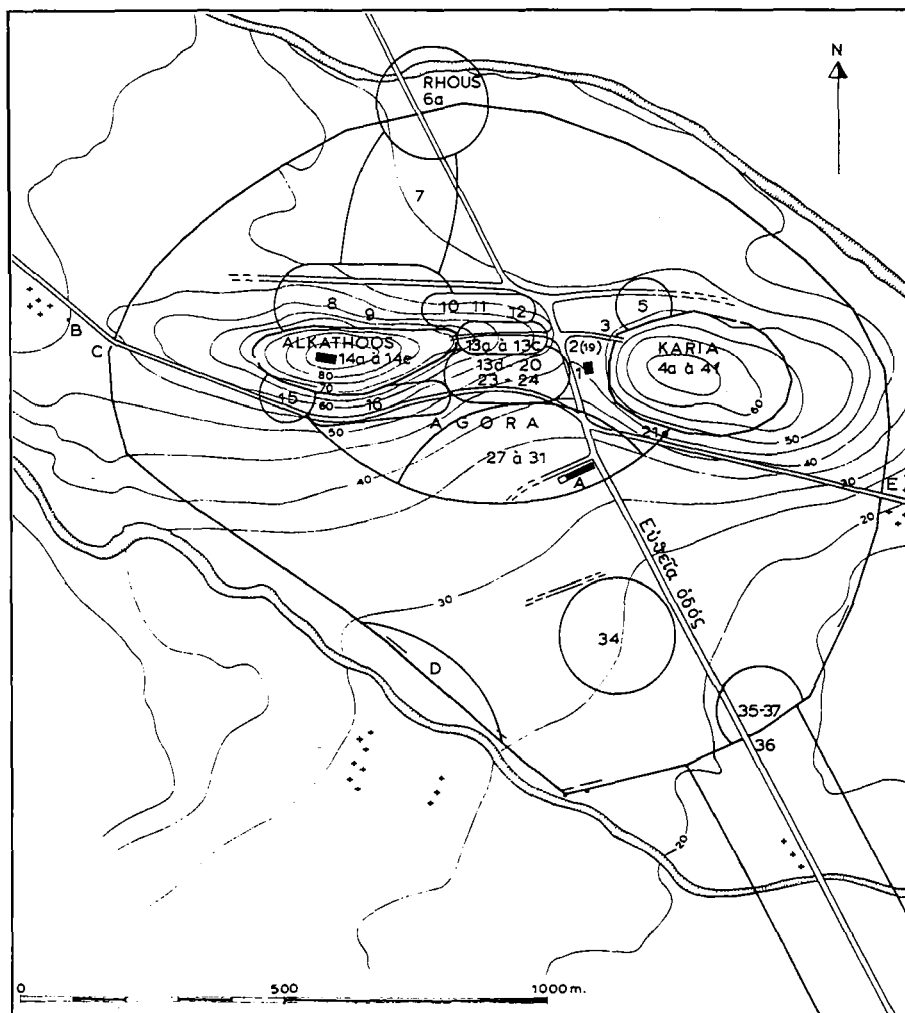 N
RHOUS
6a
7
5
8
9
10 11 12
3
ALKATHOOS
14a à 14e
13a à 13c
2(19)
1
KARIA
4a à 4f
13d - 20
23 - 24
80
70
60
50
15
16
60
50
40
30
20
B
C
AGORA
21
27 à 31
A
E
40
30
Εὐθεῖα ὁδός
34
D
35-37
36
20
0 500 1000 m.